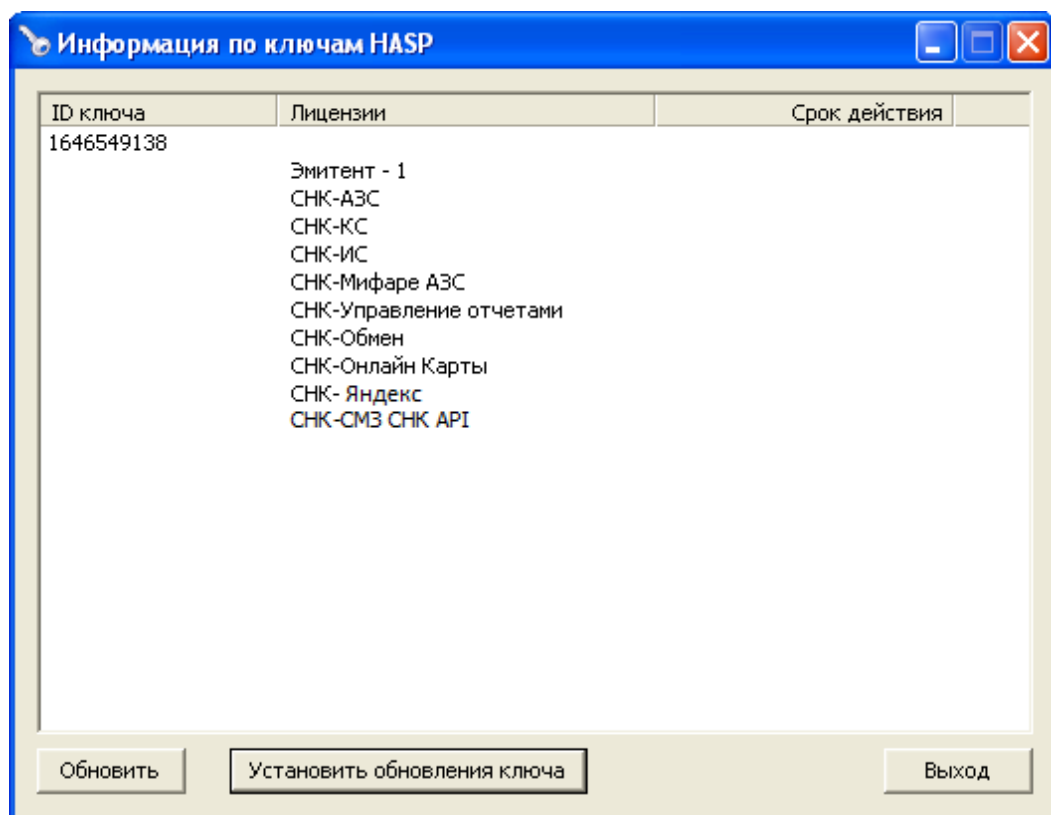 Информация по ключам HASP
ID ключа Лицензии Срок действия
1646549138
Эмитент - 1
СНК-АЗС
СНК-КС
СНК-ИС
СНК-Мифаре АЗС
СНК-Управление отчетами
СНК-Обмен
СНК-Онлайн Карты
СНК- Яндекс
СНК-СМЗ СНК API
Обновить Установить обновления ключа Выход